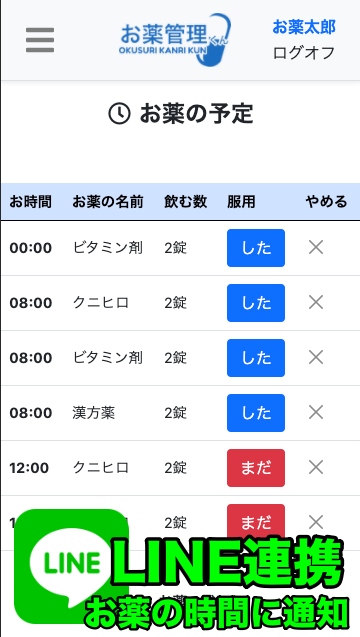 お薬管理くん
OKUSURI KANRI KUN
お薬太郎
ログオフ
お薬の予定
お時間 お薬の名前 飲む数 服用 やめる
00:00 ビタミン剤 2錠 した
08:00 クニヒロ 2錠 した
08:00 ビタミン剤 2錠 した
08:00 漢方薬 2錠 した
12:00 クニヒロ 2錠 まだ
2錠 まだ
LINE
LINE連携
お薬の時間に通知